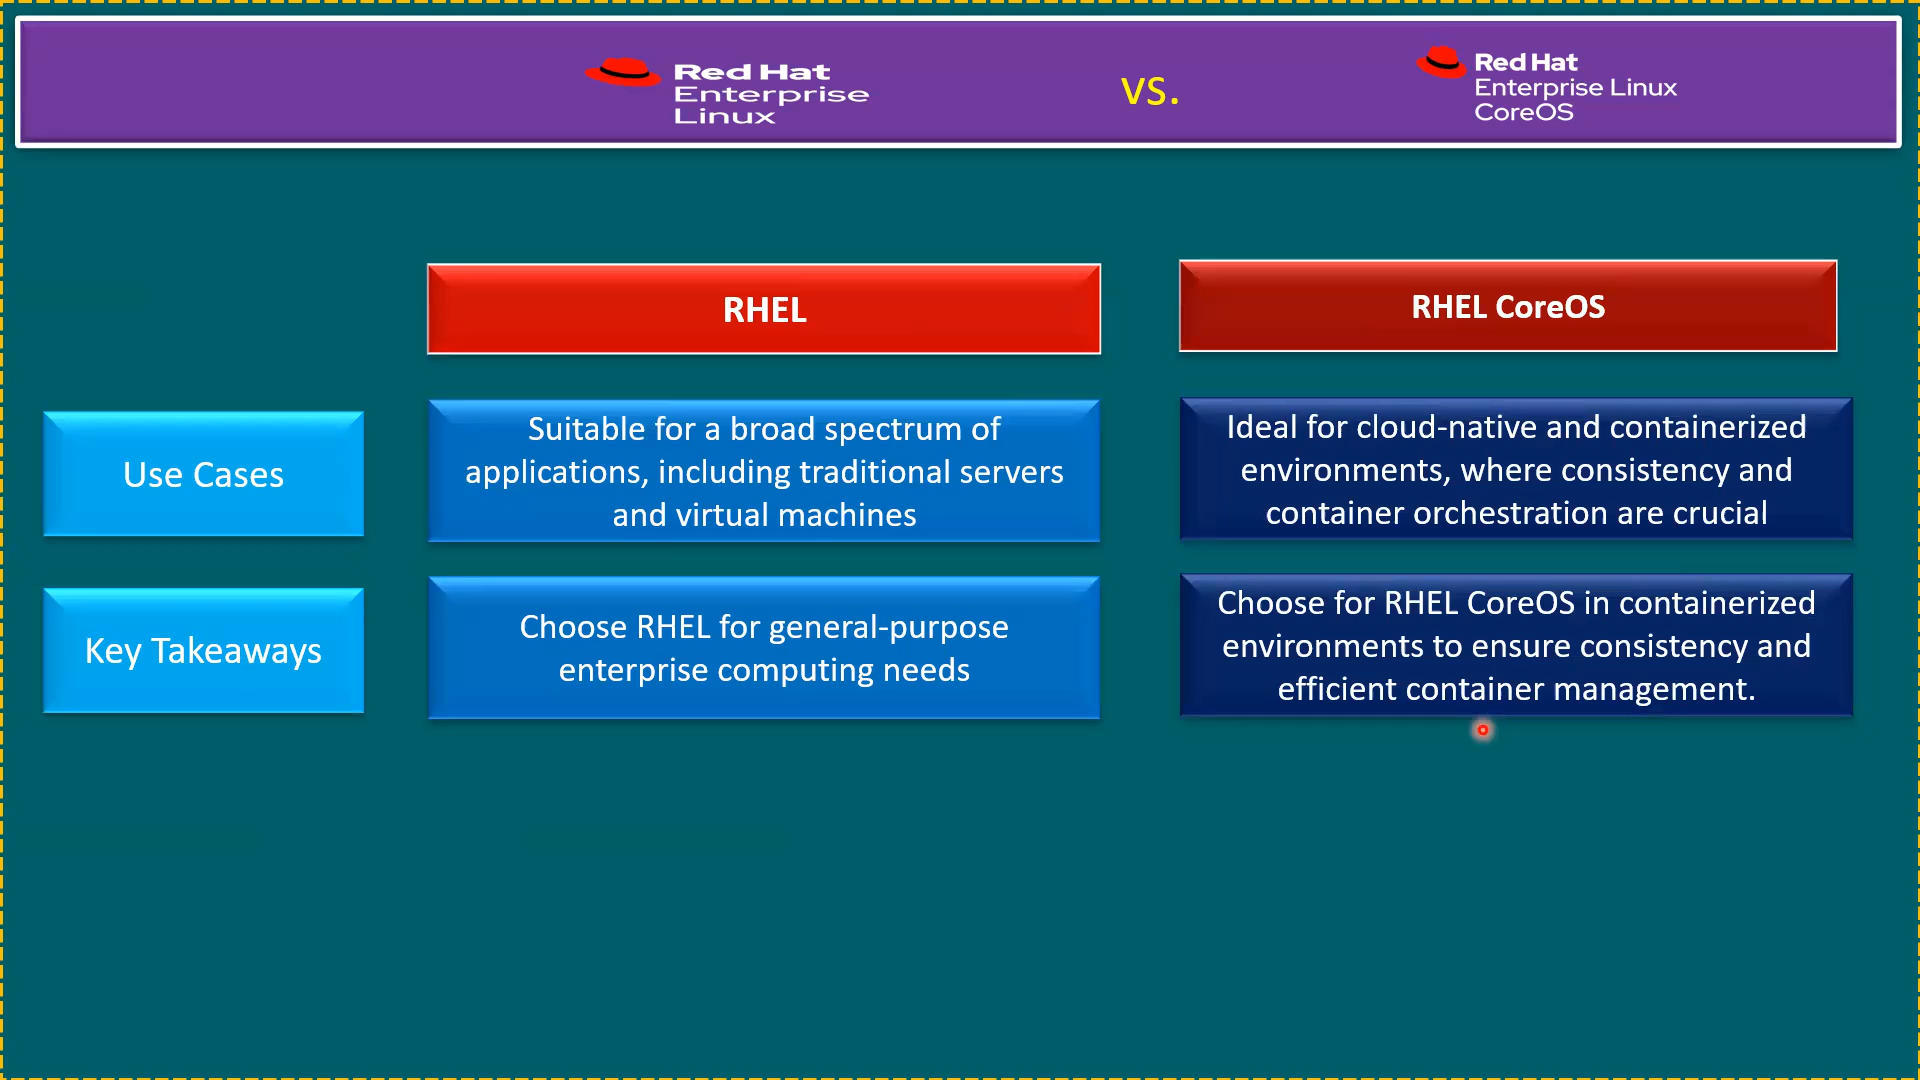 Red Hat
Enterprise
Linux
vs.
Red Hat
Enterprise Linux
CoreOS
RHEL
RHEL CoreOS
Use Cases
Suitable for a broad spectrum of
applications, including traditional servers
and virtual machines
Ideal for cloud-native and containerized
environments, where consistency and
container orchestration are crucial
Key Takeaways
Choose RHEL for general-purpose
enterprise computing needs
Choose for RHEL CoreOS in containerized
environments to ensure consistency and
efficient container management.